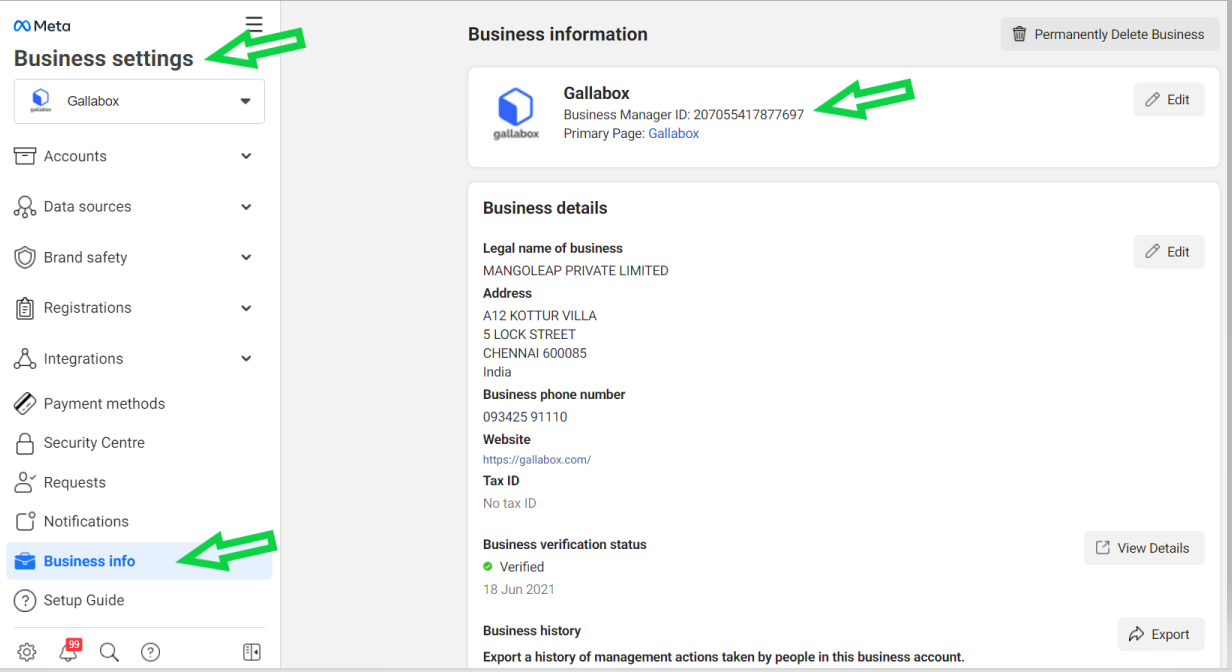 Meta
Business settings
gallabox
Gallabox
Accounts
Data sources
Brand safety
Registrations
Integrations
Payment methods
Security Centre
Requests
Notifications
Business info
Setup Guide
99
Business information
Permanently Delete Business
gallabox
Gallabox
Business Manager ID: 207055417877697
Primary Page: Gallabox
Edit
Business details
Edit
Legal name of business
MANGOLEAP PRIVATE LIMITED
Address
A12 KOTTUR VILLA
5 LOCK STREET
CHENNAI 600085
India
Business phone number
093425 91110
Website
https://gallabox.com/
Tax ID
No tax ID
Business verification status
View Details
Verified
18 Jun 2021
Business history
Export
Export a history of management actions taken by people in this business account.